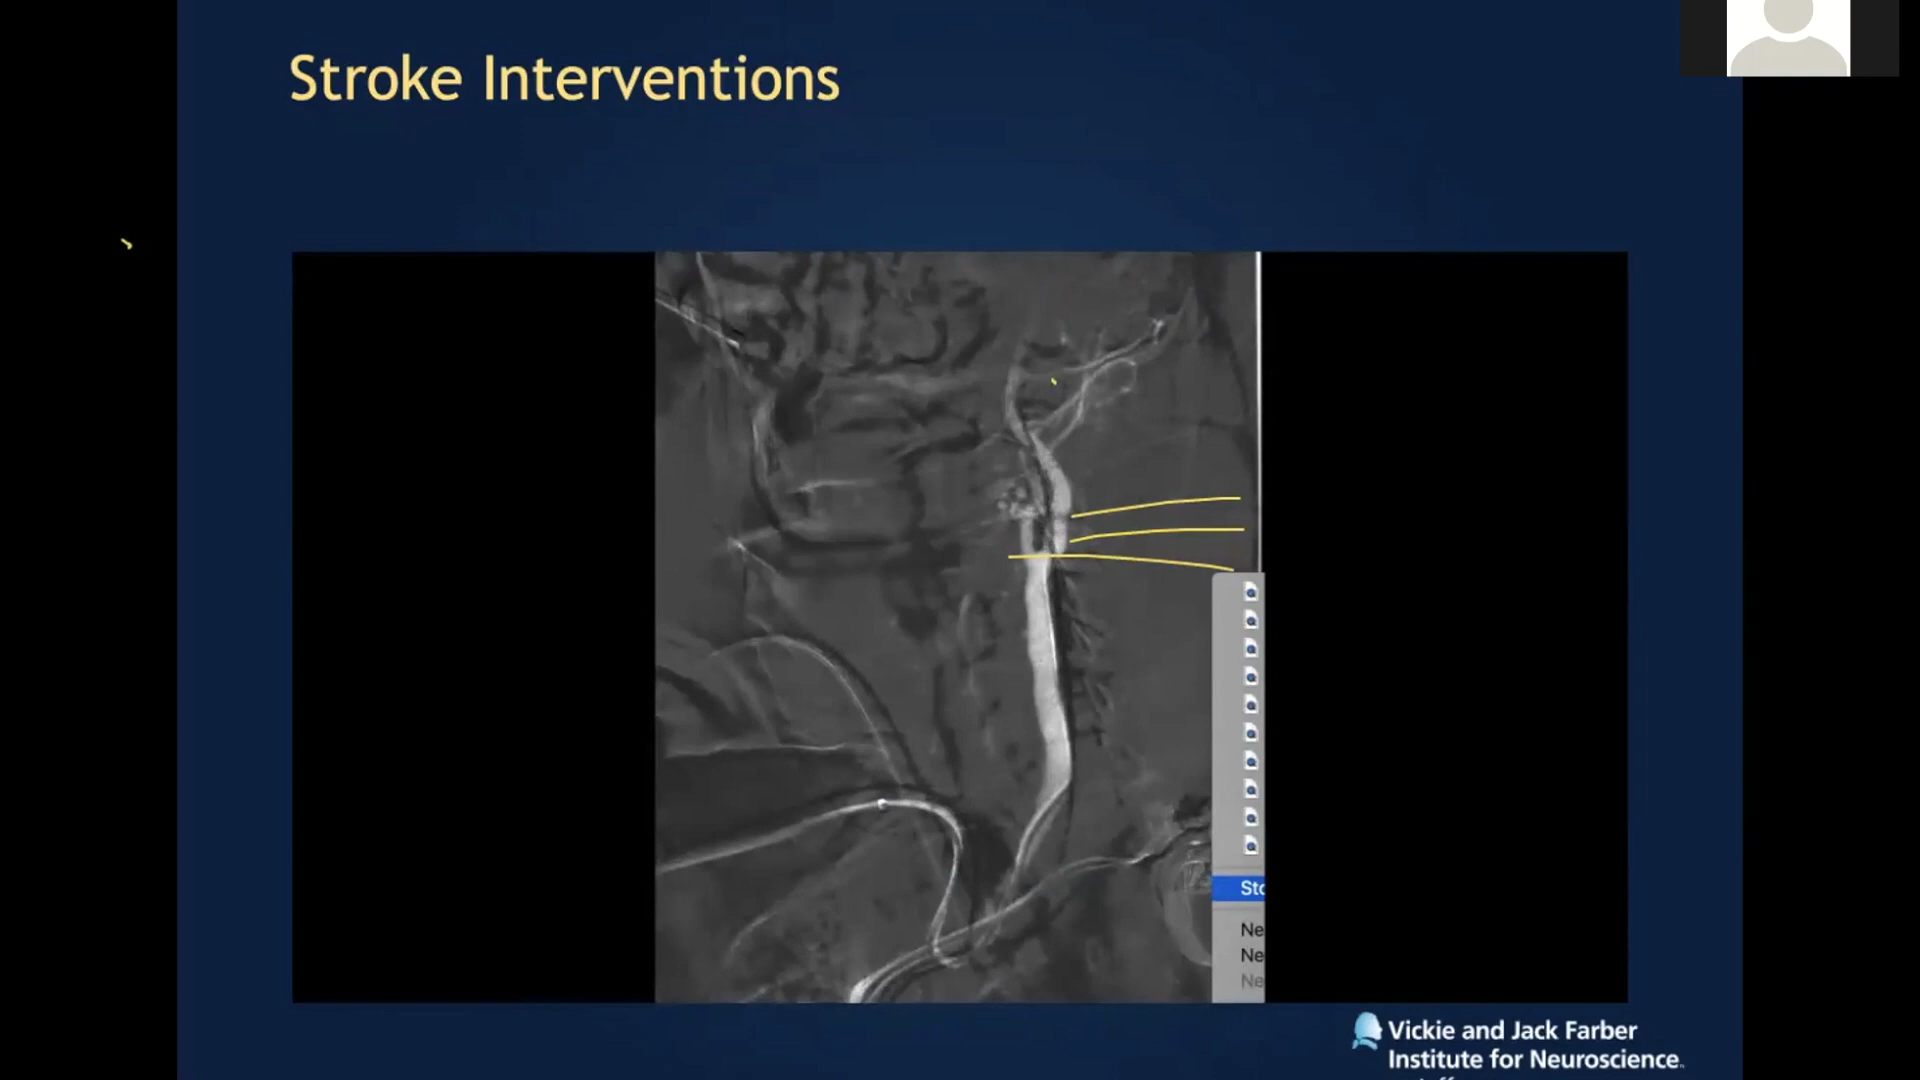 Stroke Interventions
Sto
Ne
Ne
Ne
Vickie and Jack Farber
Institute for Neuroscience